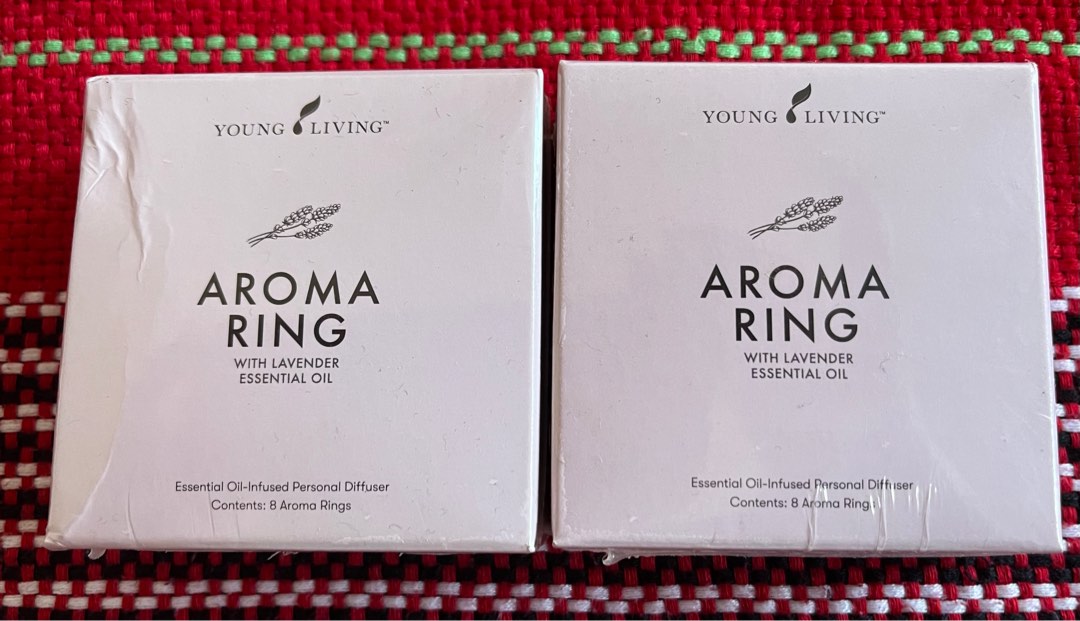 YOUNG LIVING™
AROMA
RING
WITH LAVENDER
ESSENTIAL OIL
Essential Oil-Infused Personal Diffuser
Contents: 8 Aroma Rings
YOUNG LIVING™
AROMA
RING
WITH LAVENDER
ESSENTIAL OIL
Essential Oil-Infused Personal Diffuser
Contents: 8 Aroma Rings